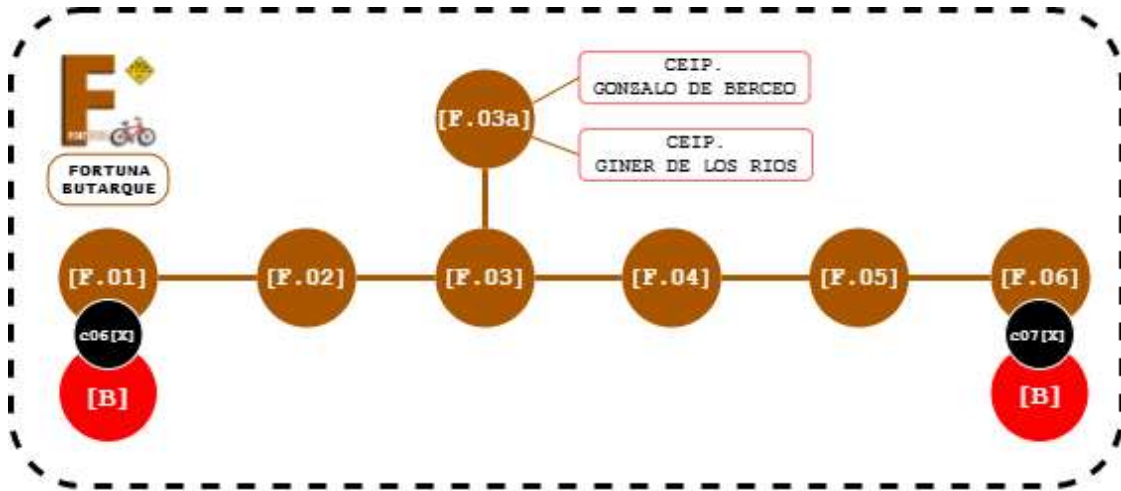 F
FORTUNA
BUTARQUE
CEIP.
GONZALO DE BERCEO
[F.03a]
CEIP.
GINER DE LOS RIOS
[F.01]
[F.02]
[F.03]
[F.04]
[F.05]
[F.06]
c06[X]
c07[X]
[B]
[B]